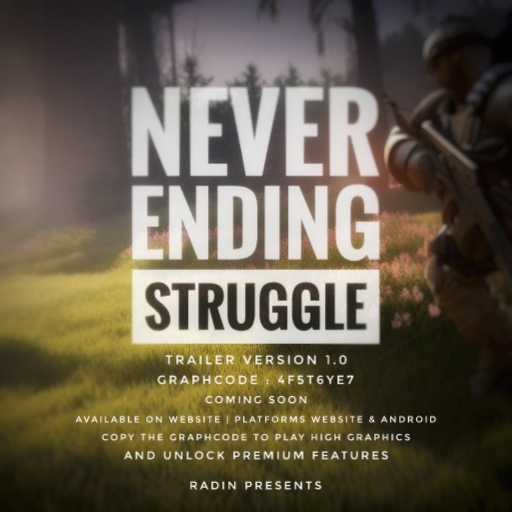 NEVER
ENDING
STRUGGLE
TRAILER VERSION 1.0
GRAPHCODE : 4F5T6YE7
COMING SOON
AVAILABLE ON WEBSITE | PLATFORMS WEBSITE & ANDROID
COPY THE GRAPHCODE TO PLAY HIGH GRAPHICS
AND UNLOCK PREMIUM FEATURES
RADIN PRESENTS